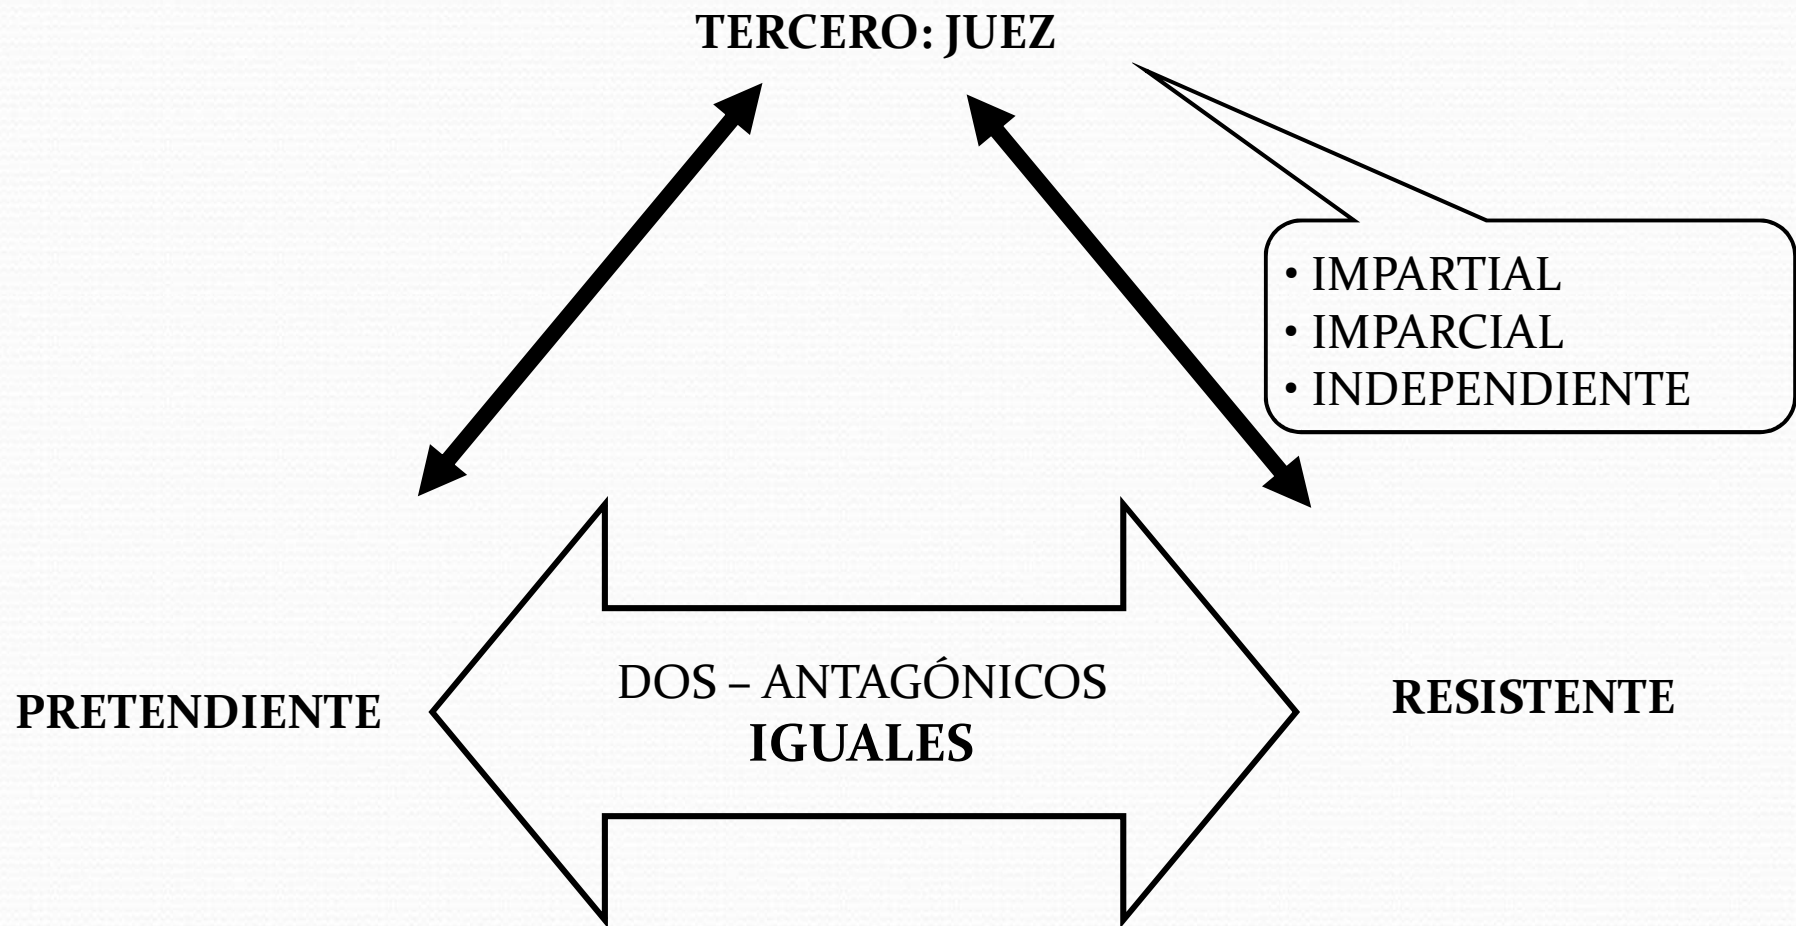 TERCERO: JUEZ
• IMPARTIAL
• IMPARCIAL
• INDEPENDIENTE
DOS – ANTAGÓNICOS
IGUALES
PRETENDIENTE
RESISTENTE